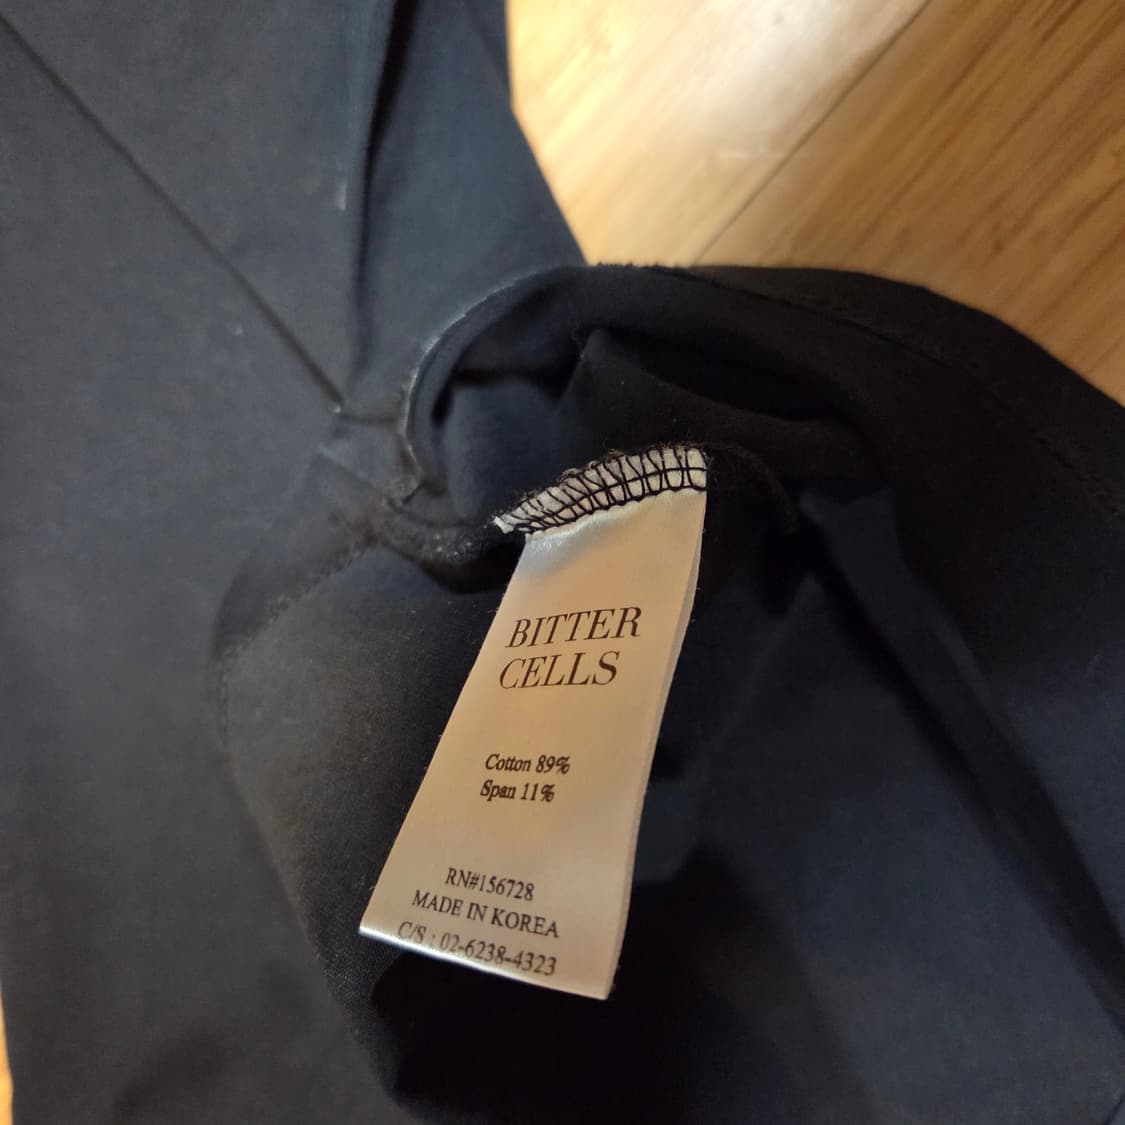 BITTER
CELLS
Cotton 89%
Span 11%
RN#156728
MADE IN KOREA
C/S : 02-6238-4323